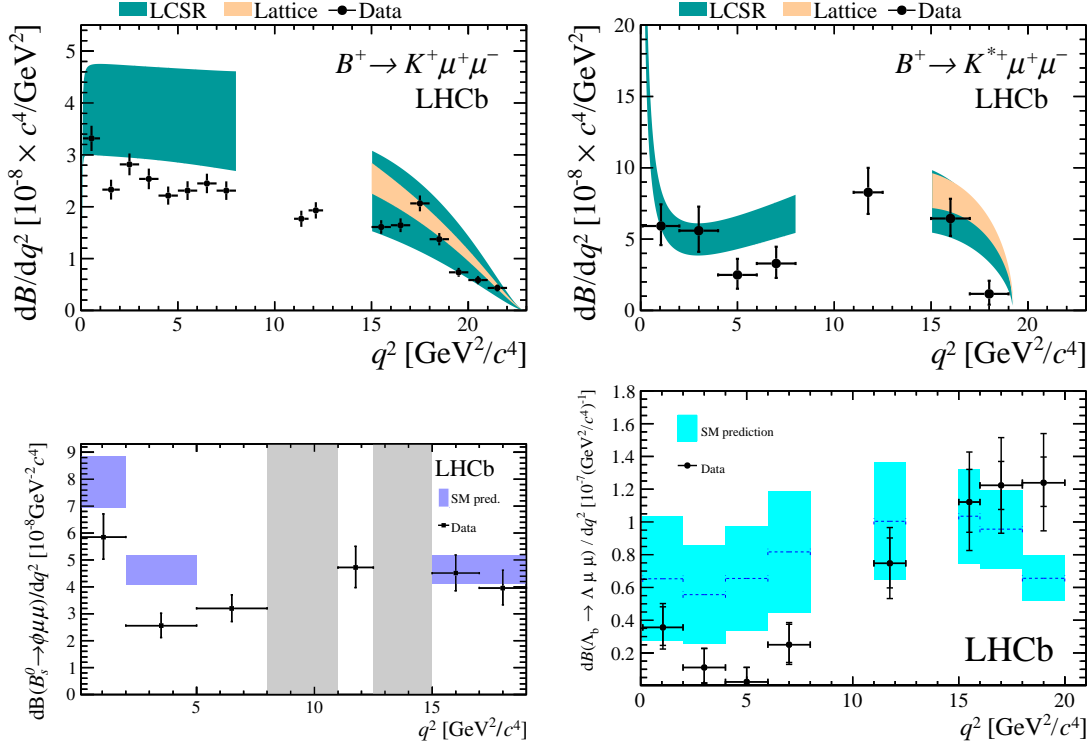 LCSR Lattice Data
B⁺ → K⁺μ⁺μ⁻
LHCb
dB/dq² [10⁻⁸ × c⁴/GeV²]
5
4
3
2
1
0
0 5 10 15 20
q² [GeV²/c⁴]
LCSR Lattice Data
B⁺ → K*⁺μ⁺μ⁻
LHCb
dB/dq² [10⁻⁸ × c⁴/GeV²]
20
15
10
5
0
0 5 10 15 20
q² [GeV²/c⁴]
LHCb
SM pred.
Data
dB(B_s⁰→ϕμμ)/dq² [10⁻⁸GeV⁻²c⁴]
9
8
7
6
5
4
3
2
1
0
0 5 10 15
q² [GeV²/c⁴]
SM prediction
Data
LHCb
dB(Λ_b → Λ μ μ) / dq² [10⁻⁷(GeV²/c⁴)⁻¹]
1.8
1.6
1.4
1.2
1
0.8
0.6
0.4
0.2
0 5 10 15 20
q² [GeV²/c⁴]